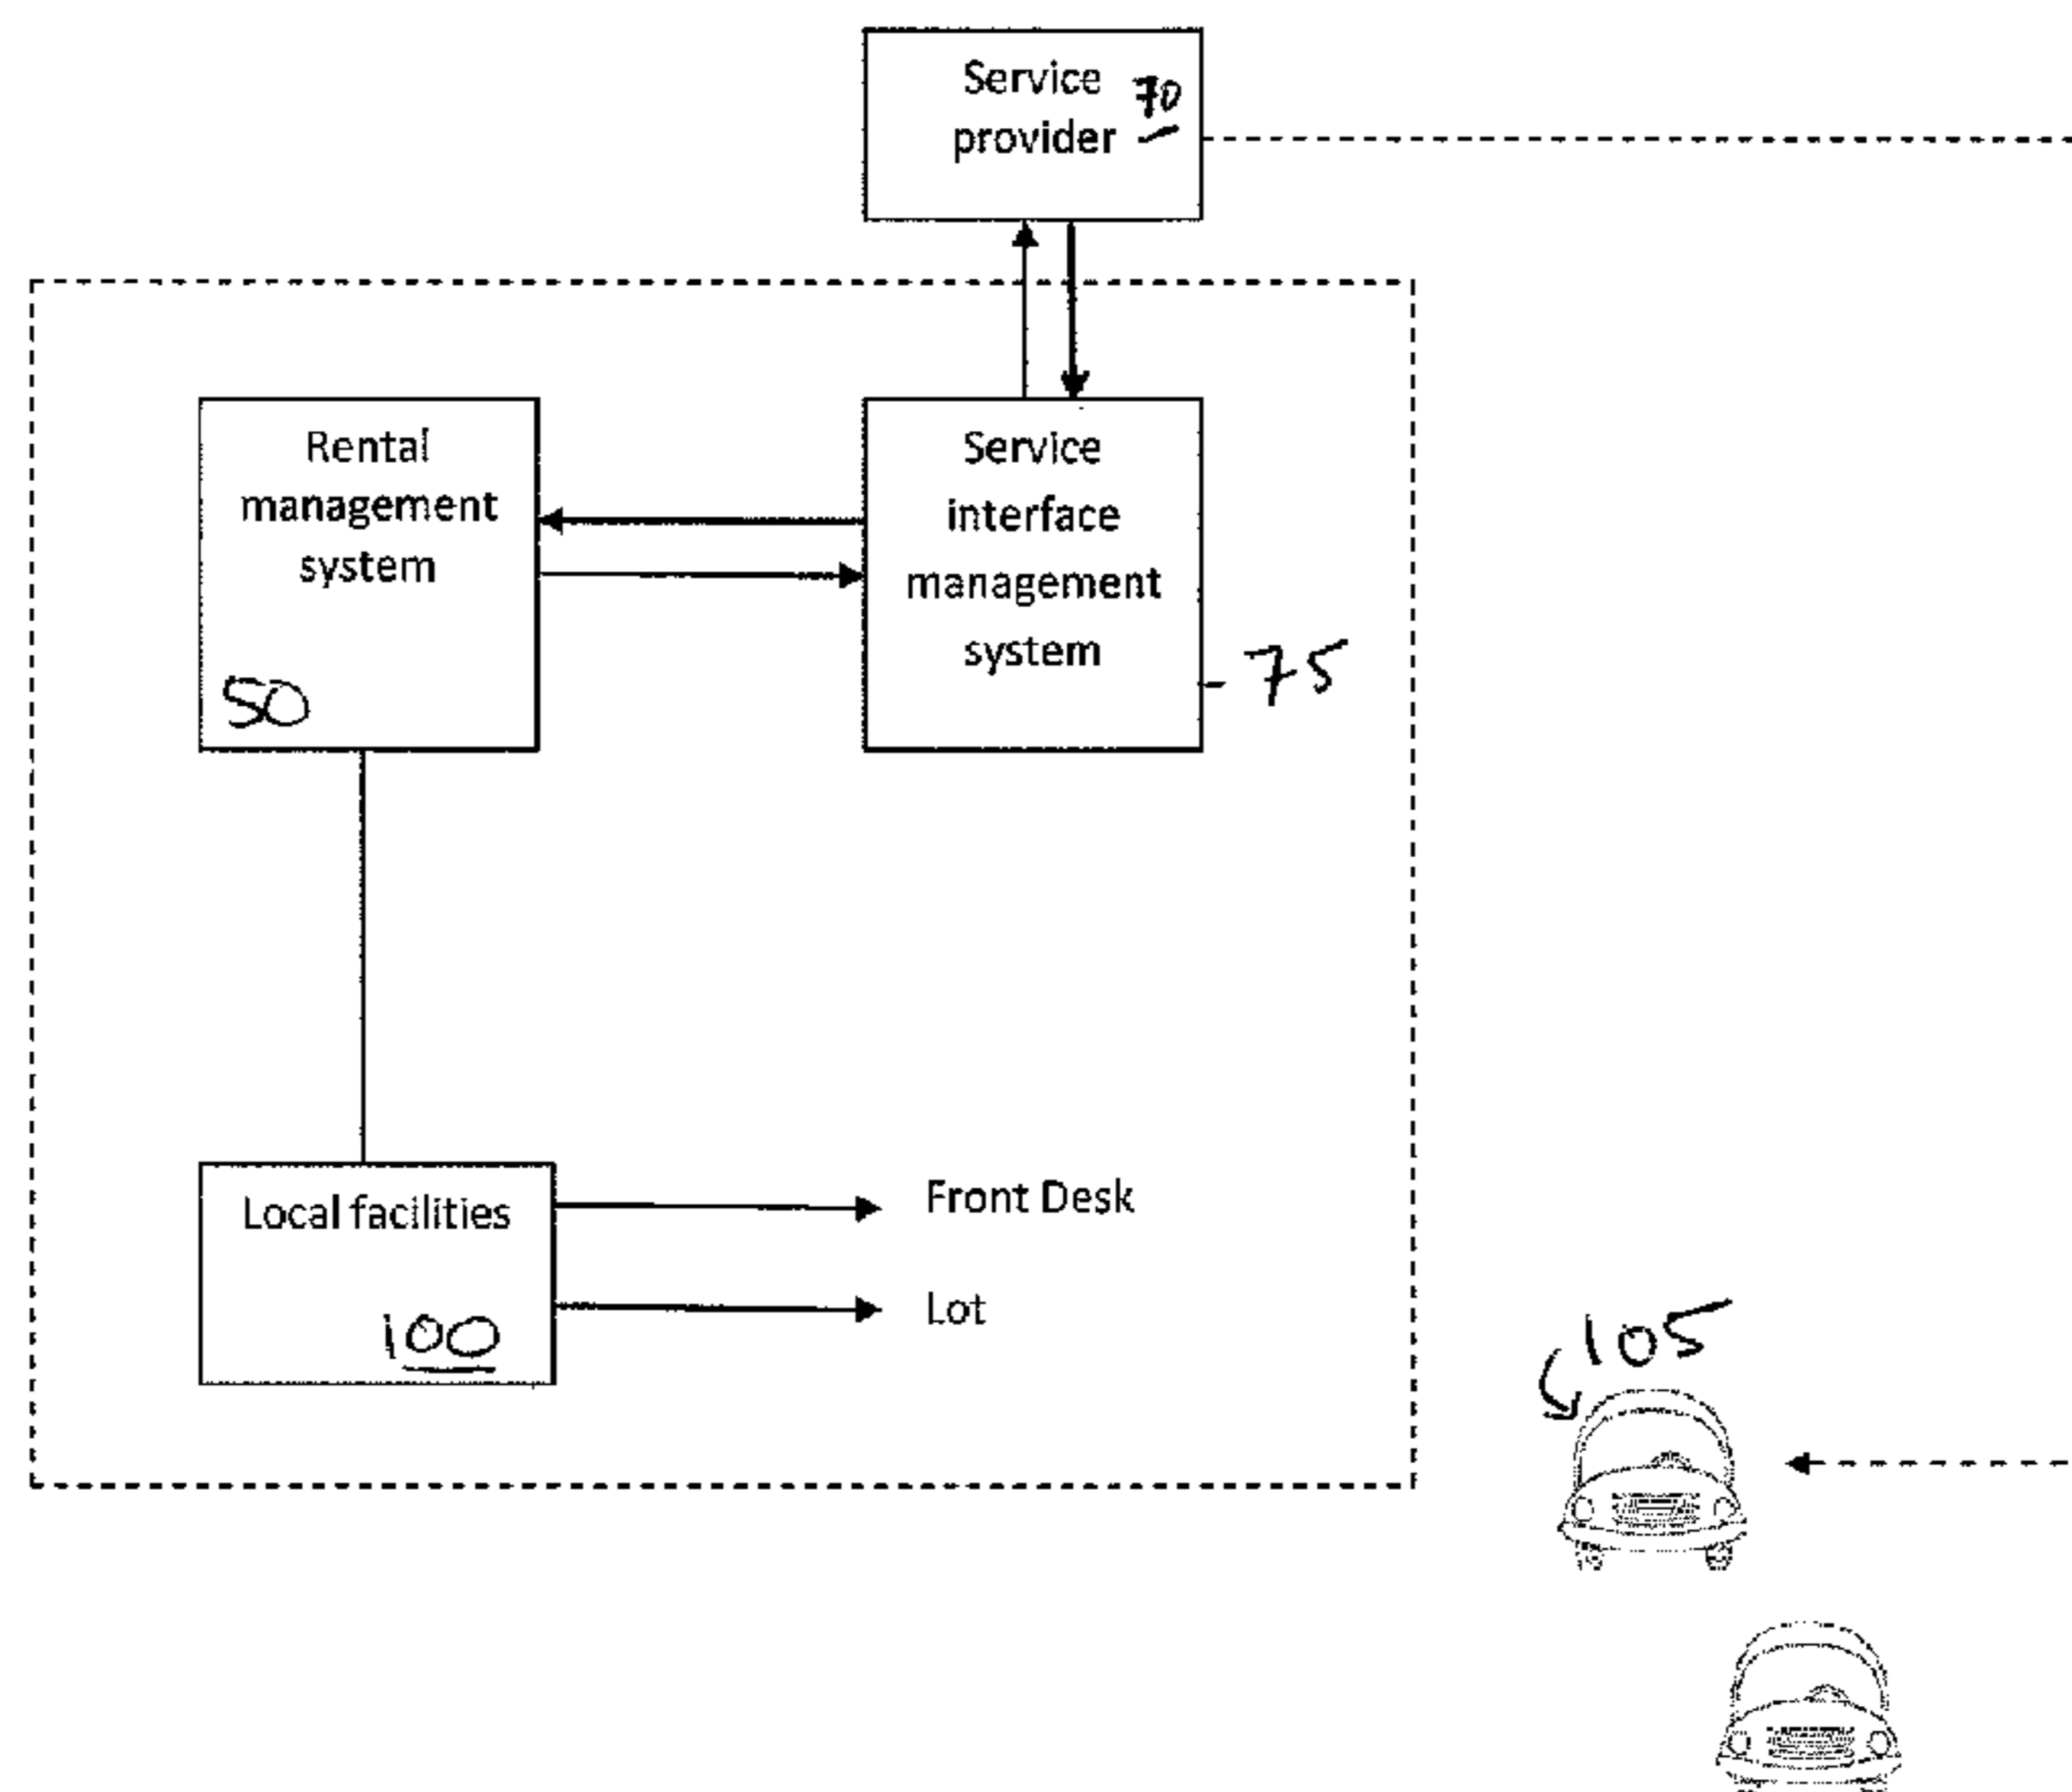 Service
provider 70
Rental
management
system
50
Service
interface
management
system
75
Local facilities
100
Front Desk
Lot
105